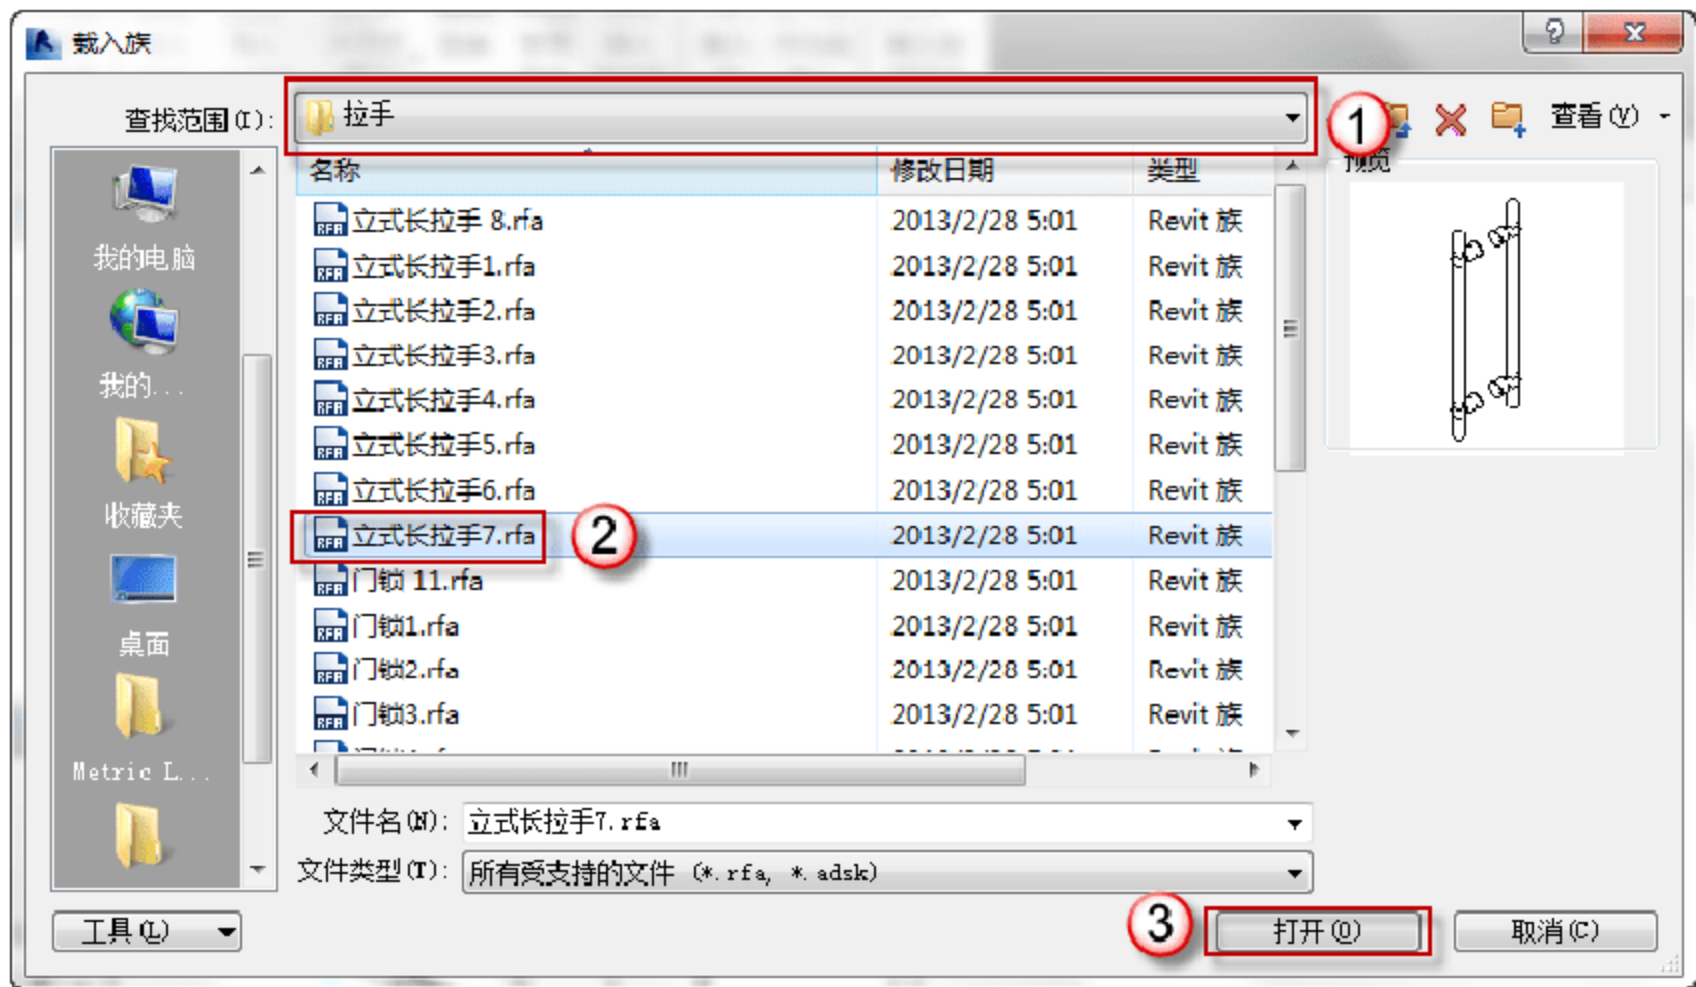 载入族
查找范围(I): 拉手 1 查看(V)
名称 修改日期 类型 预览
立式长拉手 8.rfa 2013/2/28 5:01 Revit 族
立式长拉手1.rfa 2013/2/28 5:01 Revit 族
立式长拉手2.rfa 2013/2/28 5:01 Revit 族
立式长拉手3.rfa 2013/2/28 5:01 Revit 族
立式长拉手4.rfa 2013/2/28 5:01 Revit 族
立式长拉手5.rfa 2013/2/28 5:01 Revit 族
立式长拉手6.rfa 2013/2/28 5:01 Revit 族
立式长拉手7.rfa 2 2013/2/28 5:01 Revit 族
门锁 11.rfa 2013/2/28 5:01 Revit 族
门锁1.rfa 2013/2/28 5:01 Revit 族
门锁2.rfa 2013/2/28 5:01 Revit 族
门锁3.rfa 2013/2/28 5:01 Revit 族
我的电脑
我的...
收藏夹
桌面
Metric L...
文件名(N): 立式长拉手7.rfa
文件类型(T): 所有受支持的文件 (*.rfa, *.adsk)
工具(L) 3 打开(O) 取消(C)